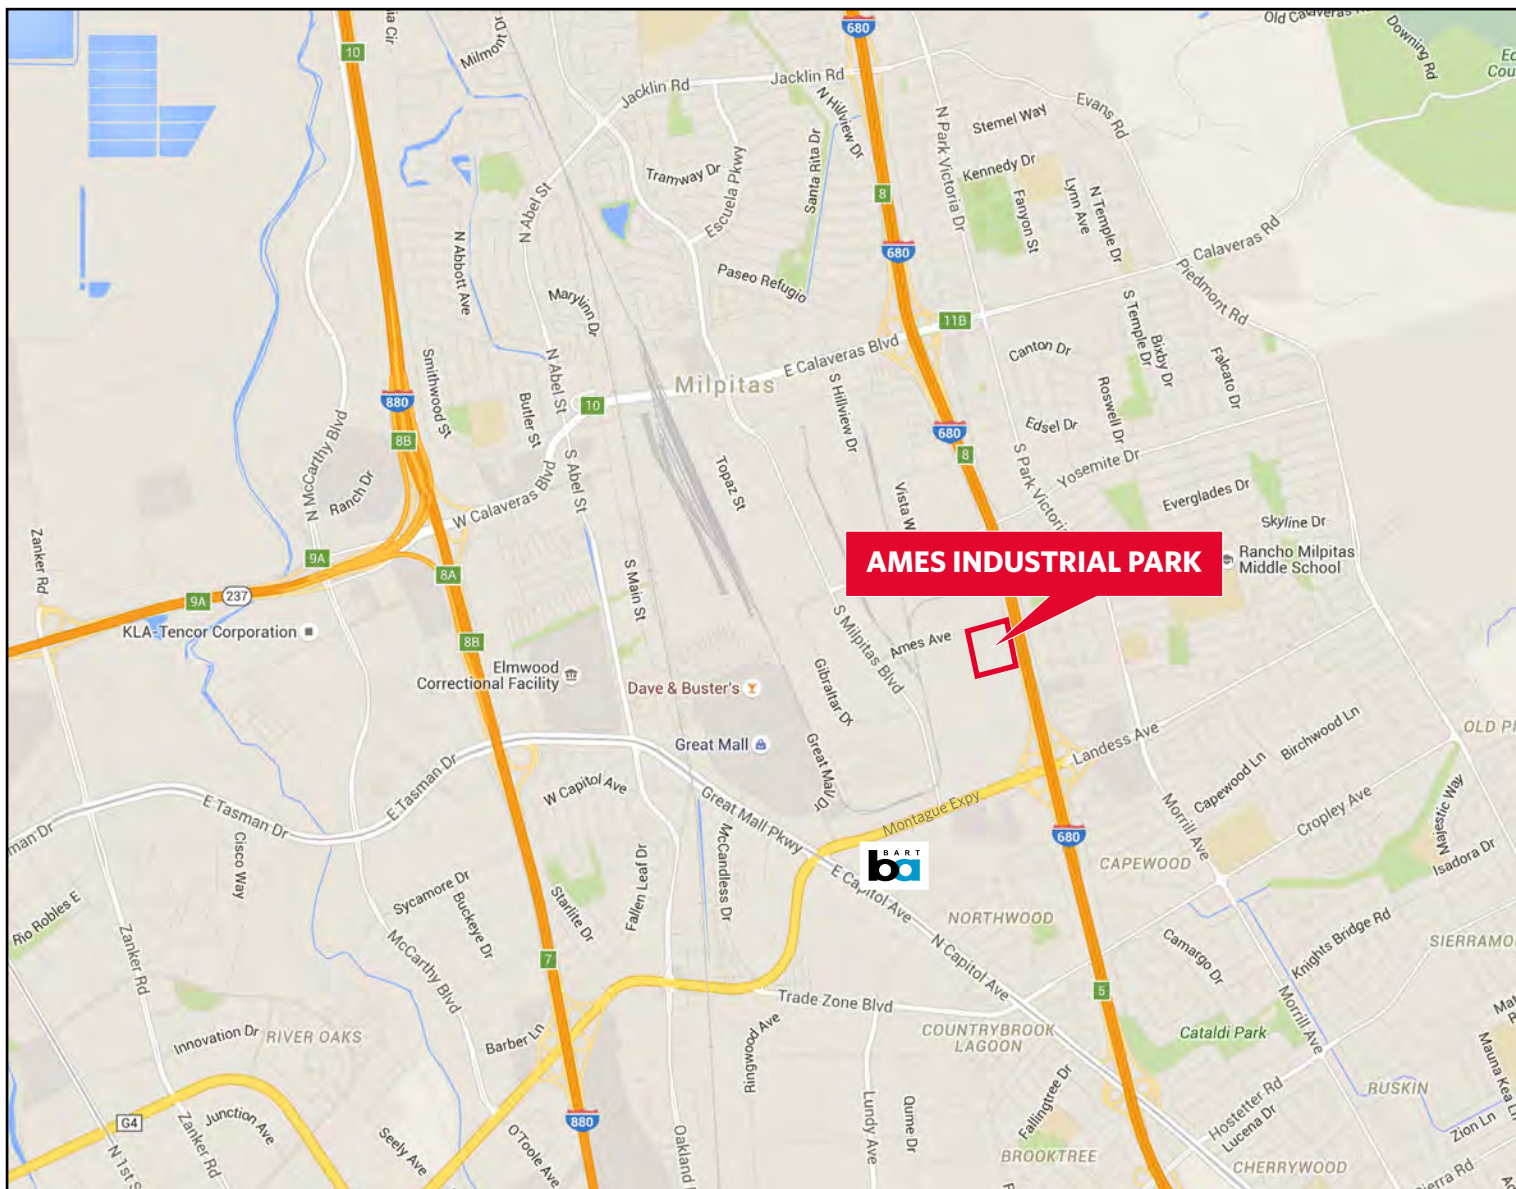 680
Old Calaveras
Downing Rd
10
Milmont Dr
Jacklin Rd
Jacklin Rd
N Hillview Dr
N Park Victoria Dr
Stemel Way
Evans Rd
Kennedy Dr
Lynn Ave
N Temple Dr
Fanyon St
Tramway Dr
Escuela Pkwy
Santa Rita Dr
8
N Abel St
N Abbott Ave
680
Calaveras Rd
Piedmont Rd
Paseo Refugio
Marylinn Dr
11B
S Temple Dr
Bixby Dr
Falcato Dr
Canton Dr
E Calaveras Blvd
Milpitas
S Hillview Dr
Smithwood St
N Abel St
Butler St
10
880
8B
680
Roswell Dr
Edsel Dr
8
S Park Victoria
Yosemite Dr
N McCarthy Blvd
Ranch Dr
W Calaveras Blvd
S Abel St
Topaz St
Vista W
Everglades Dr
Skyline Dr
Zanker Rd
9A
AMES INDUSTRIAL PARK
Rancho Milpitas
Middle School
8A
9A
237
S Main St
S Milpitas Blvd
KLA-Tencor Corporation
8B
Ames Ave
Elmwood
Correctional Facility
Dave & Buster's
Gibraltar Dr
Great Mall
Great Mall Dr
Landess Ave
Birchwood Ln
Capewood Ln
E Tasman Dr
E Tasman Dr
W Capitol Ave
Great Mall Pkwy
Montague Expy
Morrill Ave
Cropley Ave
Majestic Way
Isadora Dr
680
BART
ba
CAPEWOOD
E Capitol Ave
Cisco Way
Sycamore Dr
Buckeye Dr
Starlite Dr
Fallen Leaf Dr
McCandless Dr
NORTHWOOD
Rio Robles E
Zanker Rd
McCarthy Blvd
7
N Capitol Ave
Camargo Dr
Knights Bridge Rd
5
Trade Zone Blvd
Innovation Dr
RIVER OAKS
Barber Ln
Ringwood Ave
COUNTRYBROOK
LAGOON
Cataldi Park
Morrill Ave
Mauna Kea Ln
RUSKIN
G4
Junction Ave
Zanker Rd
N 1st S
Seely Ave
O'Toole Ave
880
Oakland
Lundy Ave
Qume Dr
Fallingtree Dr
BROOKTREE
Hostetter Rd
Lucena Dr
Zion Ln
CHERRYWOOD
Sierra Rd